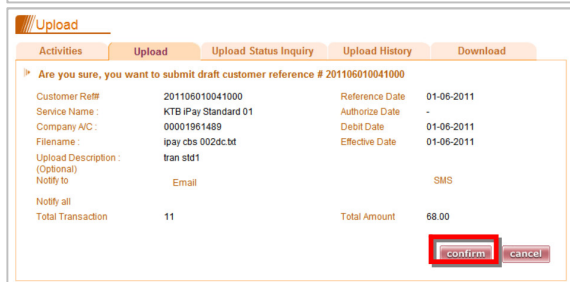 Upload
Activities Upload Upload Status Inquiry Upload History Download
Are you sure, you want to submit draft customer reference # 201106010041000
Customer Ref# 201106010041000 Reference Date 01-06-2011
Service Name : KTB iPay Standard 01 Authorize Date -
Company A/C : 00001961489 Debit Date 01-06-2011
Filename : ipay cbs 002dc.txt Effective Date 01-06-2011
Upload Description : tran std1
(Optional)
Notify to Email SMS
Notify all
Total Transaction 11 Total Amount 68.00
confirm cancel